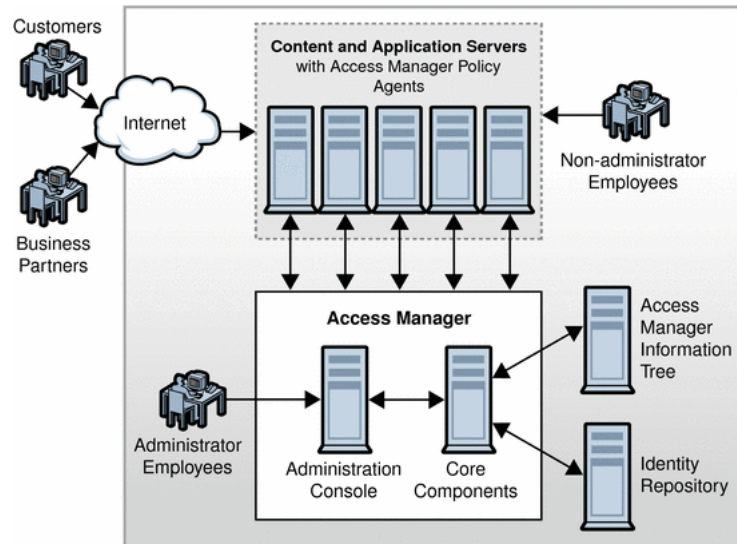 Customers
Content and Application Servers
with Access Manager Policy
Agents
Internet
Non-administrator
Employees
Business
Partners
Access Manager
Access
Manager
Information
Tree
Administrator
Employees
Administration
Console
Core
Components
Identity
Repository